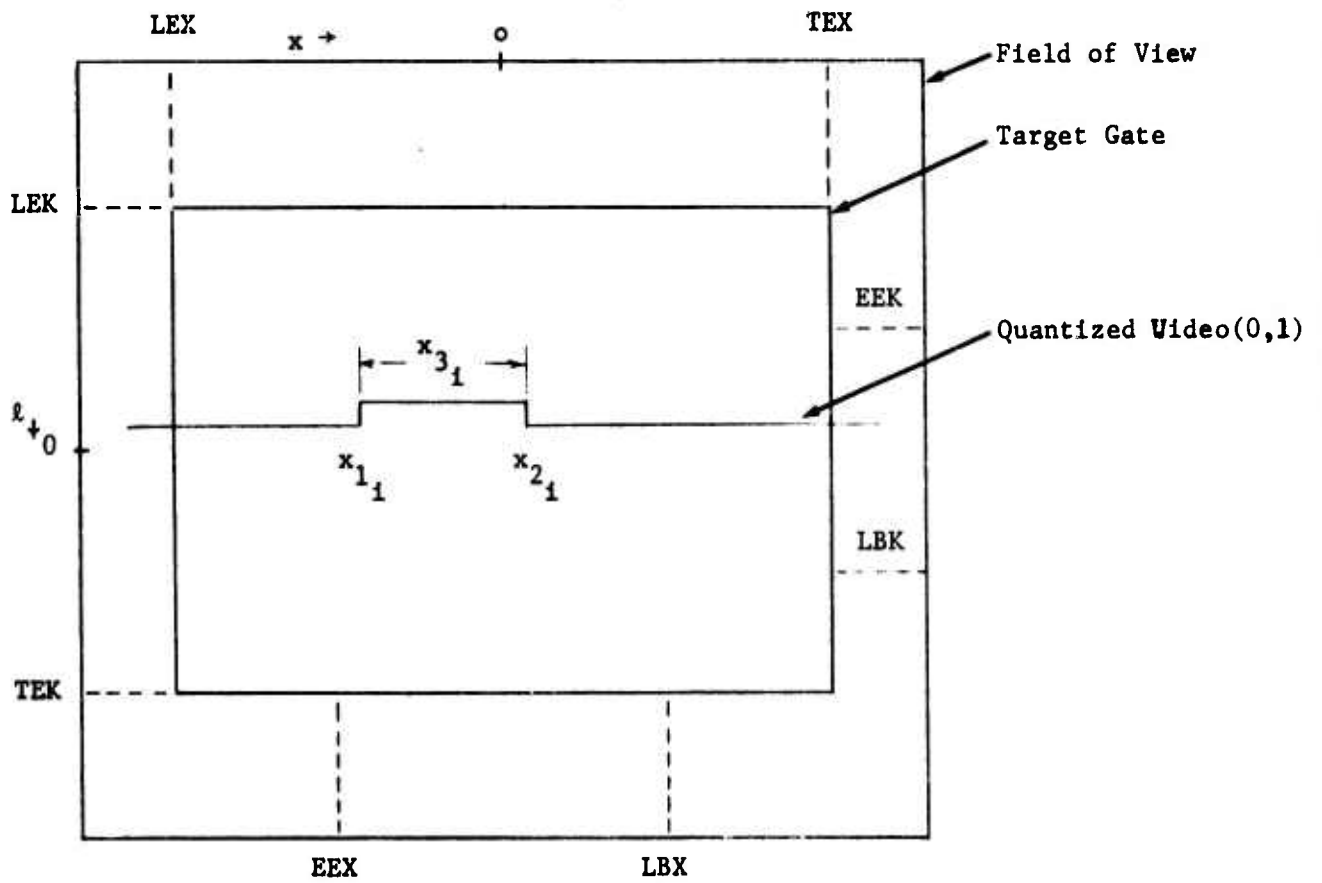 LEX
x →
o
TEX
Field of View
Target Gate
LEK
EEK
Quantized Video(0,1)
x3i
ℓ↓
0
x1i
x2i
LBK
TEK
EEX
LBX